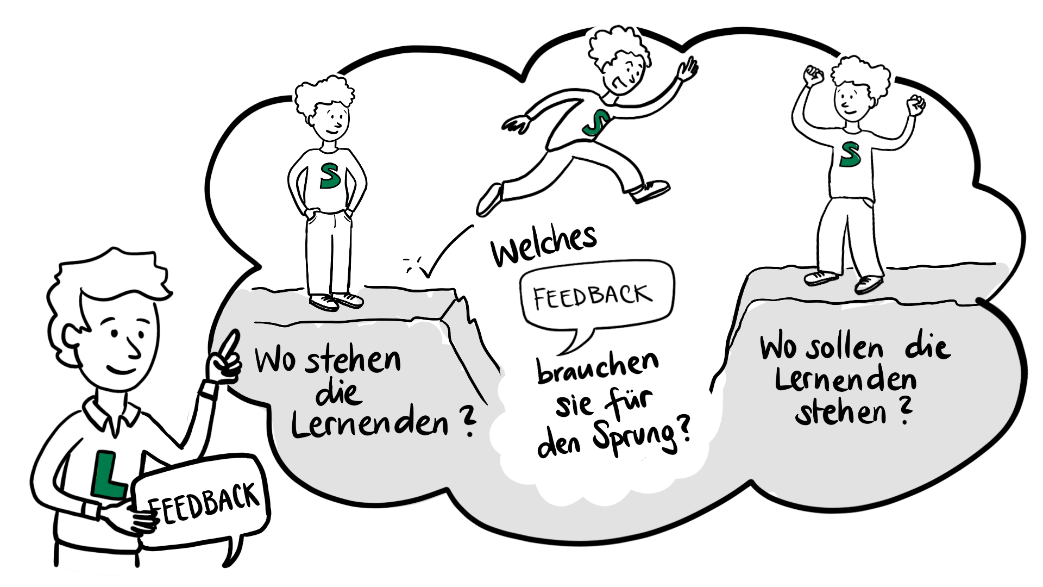 S
S
S
Welches
FEEDBACK
brauchen
sie für
den Sprung?
Wo stehen
die
Lernenden?
Wo sollen die
Lernenden
stehen?
L
FEEDBACK